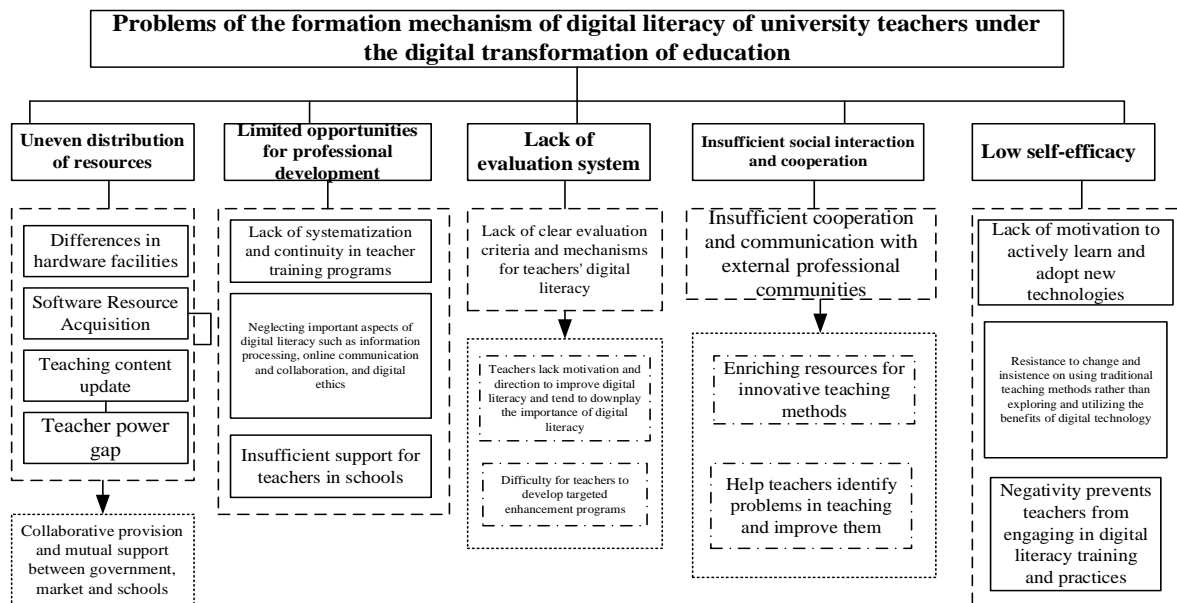 Problems of the formation mechanism of digital literacy of university teachers under
the digital transformation of education
Uneven distribution
of resources
Differences in
hardware facilities
Software Resource
Acquisition
Teaching content
update
Teacher power
gap
Collaborative provision
and mutual support
between government,
market and schools
Limited opportunities
for professional
development
Lack of systematization
and continuity in teacher
training programs
Neglecting important aspects of
digital literacy such as information
processing, online communication
and collaboration, and digital
ethics
Insufficient support for
teachers in schools
Lack of
evaluation system
Lack of clear evaluation
criteria and mechanisms
for teachers' digital
literacy
Teachers lack motivation and
direction to improve digital
literacy and tend to downplay
the importance of digital
literacy
Difficulty for teachers to
develop targeted
enhancement programs
Insufficient social interaction
and cooperation
Insufficient cooperation
and communication with
external professional
communities
Enriching resources for
innovative teaching
methods
Help teachers identify
problems in teaching
and improve them
Low self-efficacy
Lack of motivation to
actively learn and
adopt new
technologies
Resistance to change and
insistence on using traditional
teaching methods rather than
exploring and utilizing the
benefits of digital technology
Negativity prevents
teachers from
engaging in digital
literacy training
and practices